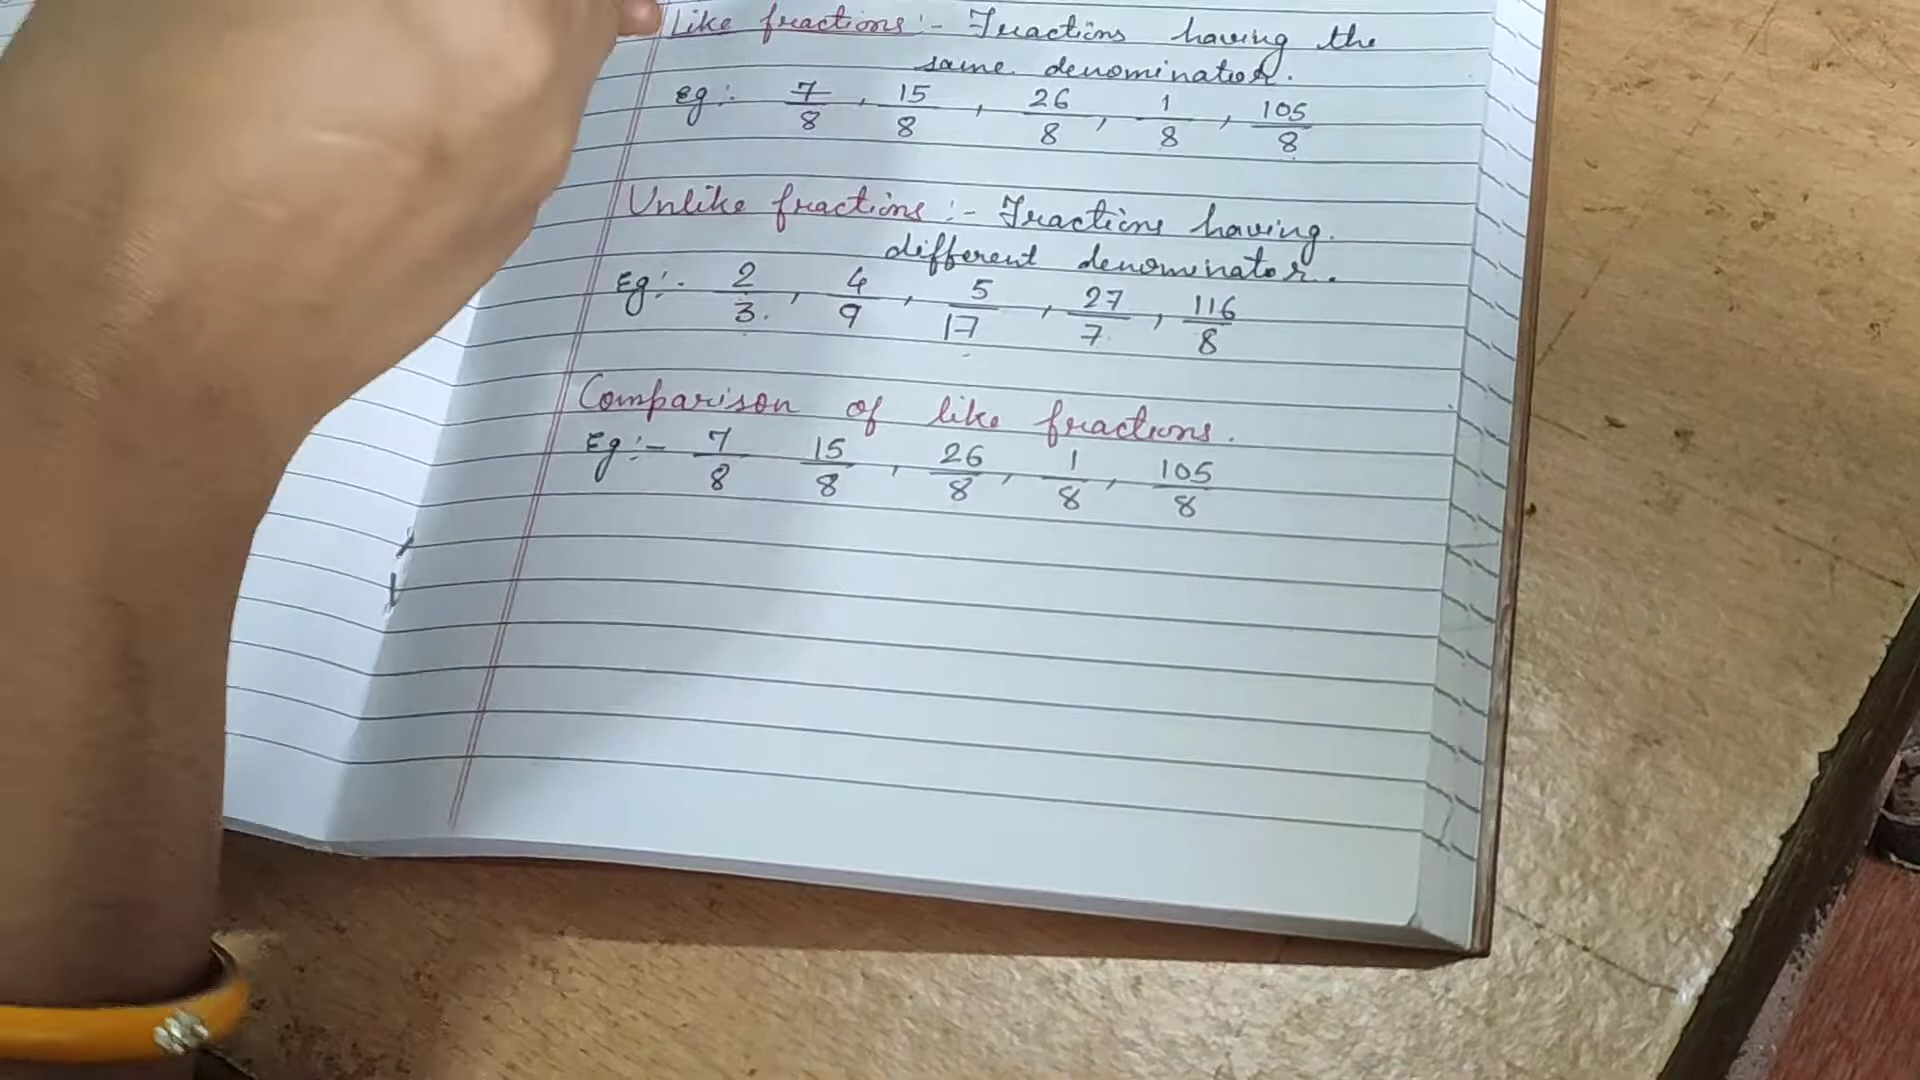 Like fractions :- Fractions having the
same denominator.
Eg:- 7/8, 15/8, 26/8, 1/8, 105/8
Unlike fractions :- Fractions having
different denominator.
Eg:- 2/3, 4/9, 5/17, 27/7, 116/8
Comparison of like fractions.
Eg:- 7/8 15/8, 26/8, 1/8, 105/8